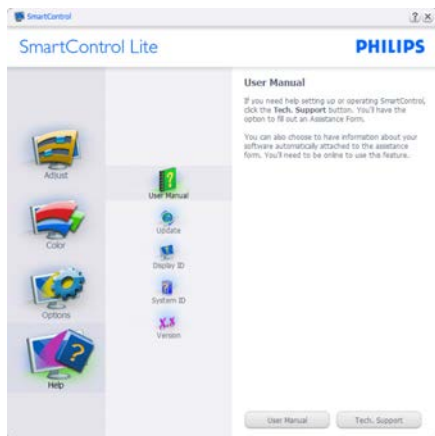 SmartControl
SmartControl Lite
PHILIPS
Adjust
Color
Options
Help
User Manual
Update
Display ID
System ID
Version
User Manual
If you need help setting up or operating SmartControl,
click the Tech. Support button. You'll have the
option to fill out an Assistance Form.
You can also choose to have information about your
software automatically attached to the assistance
form. You'll need to be online to use this feature.
User Manual
Tech. Support